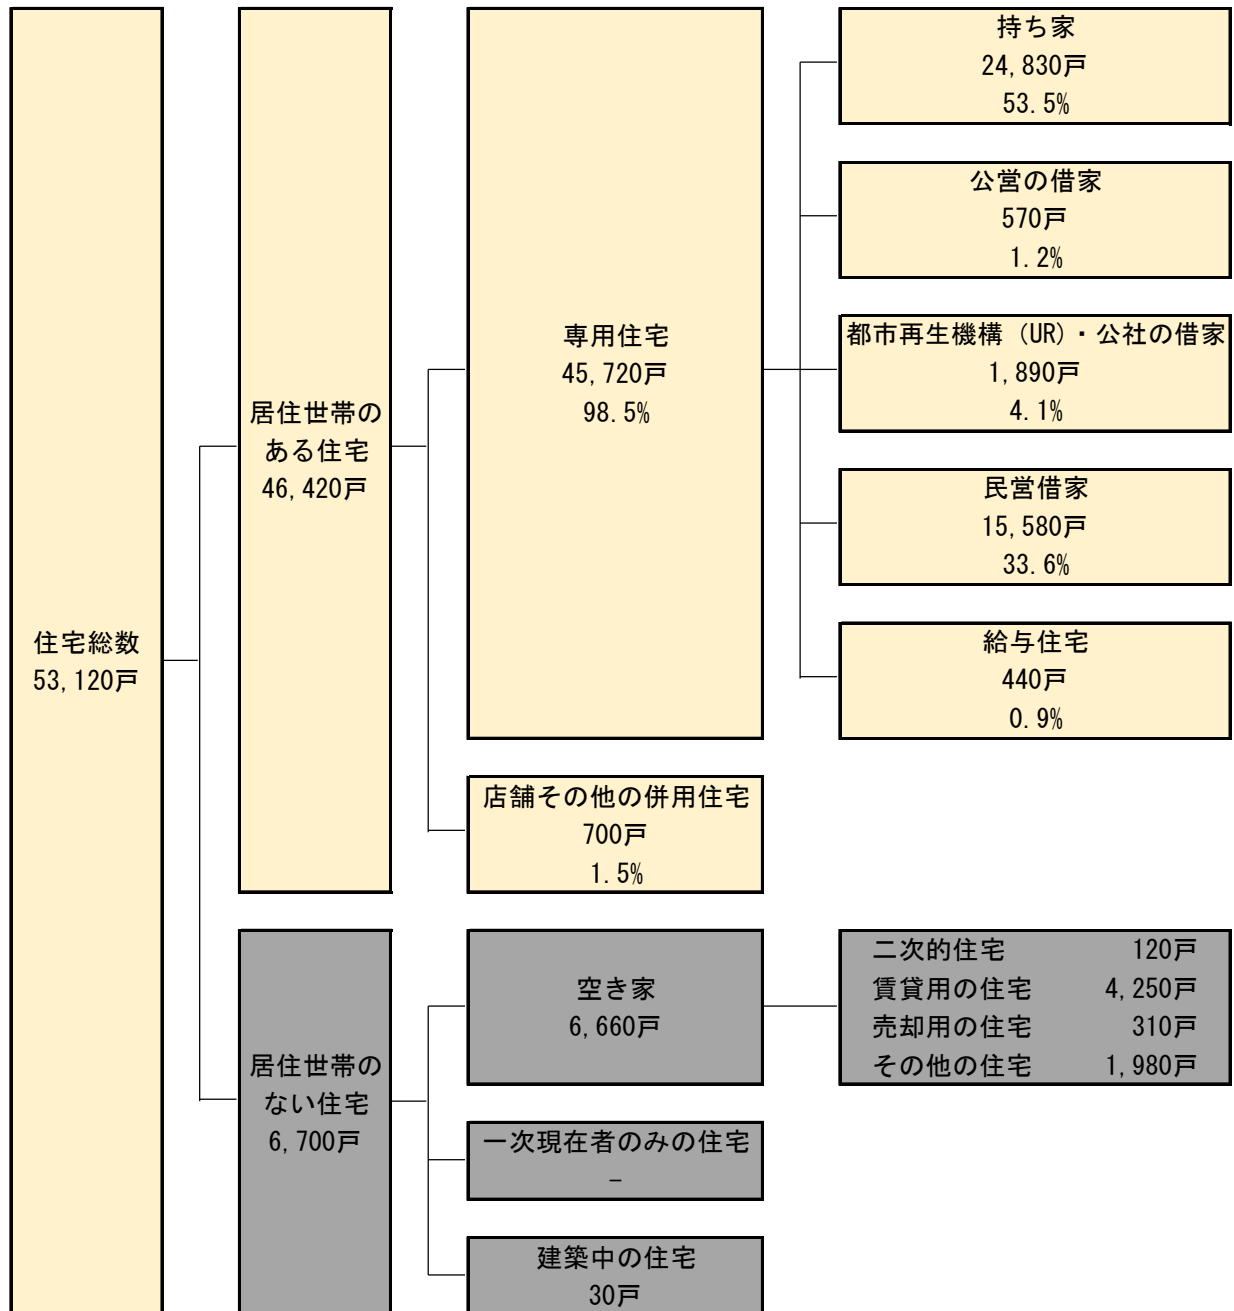 住宅総数
53,120戸
居住世帯の
ある住宅
46,420戸
専用住宅
45,720戸
98.5%
持ち家
24,830戸
53.5%
公営の借家
570戸
1.2%
都市再生機構（UR）・公社の借家
1,890戸
4.1%
民営借家
15,580戸
33.6%
給与住宅
440戸
0.9%
店舗その他の併用住宅
700戸
1.5%
居住世帯の
ない住宅
6,700戸
空き家
6,660戸
二次的住宅 120戸
賃貸用の住宅 4,250戸
売却用の住宅 310戸
その他の住宅 1,980戸
一次現在者のみの住宅
－
建築中の住宅
30戸